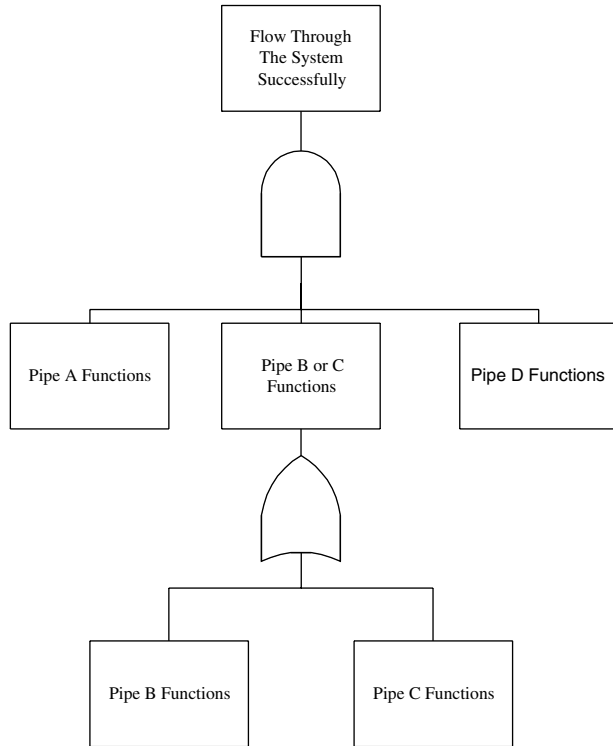 Flow Through
The System
Successfully
Pipe A Functions
Pipe B or C
Functions
Pipe D Functions
Pipe B Functions
Pipe C Functions